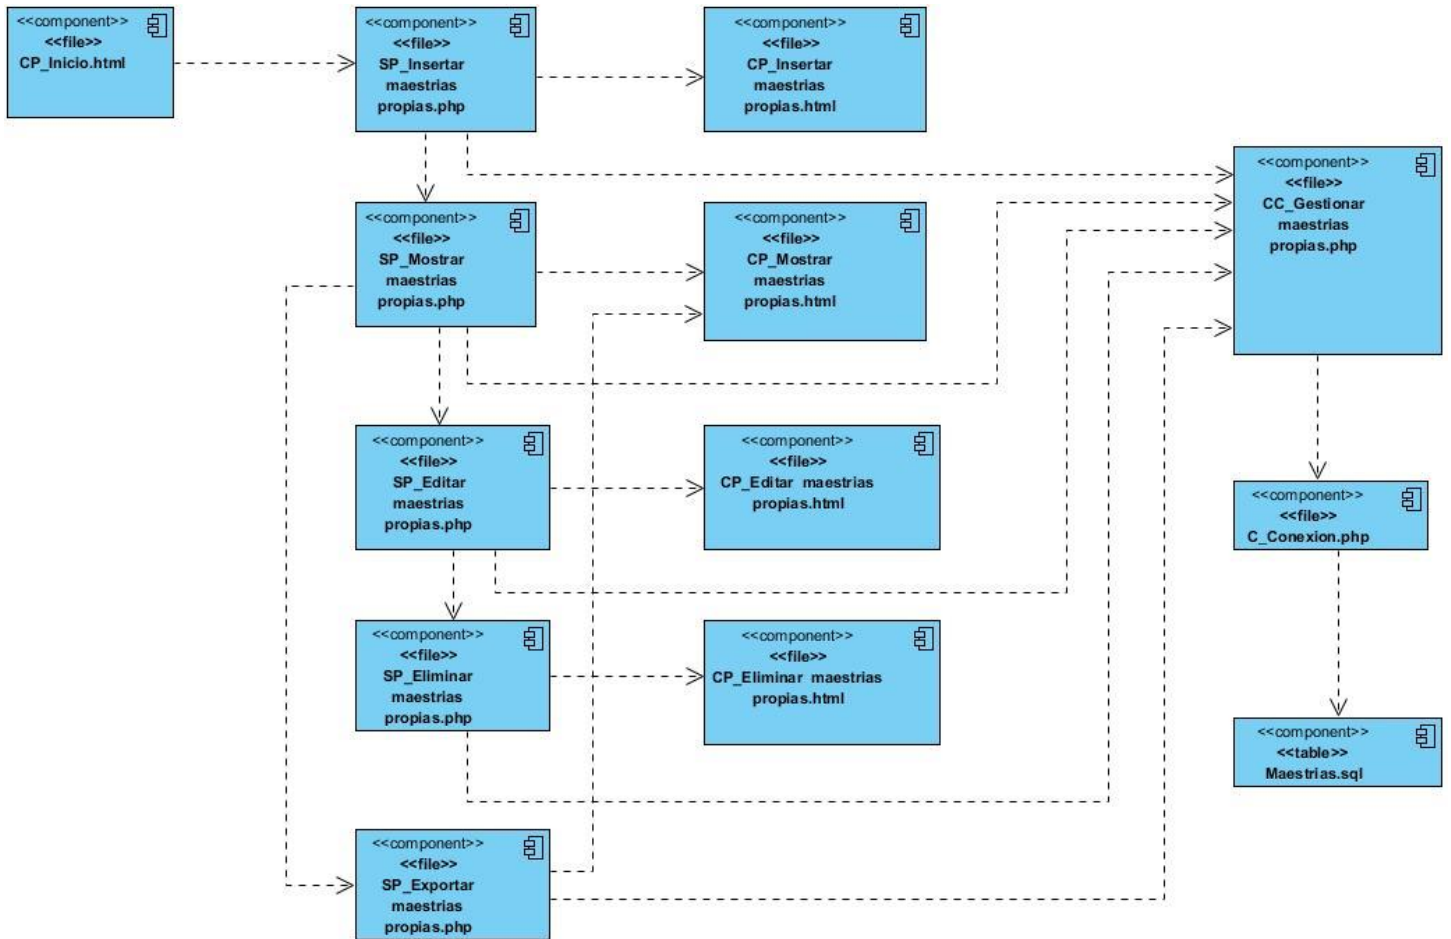 <<component>>
<<file>>
CP_Inicio.html
<<component>>
<<file>>
SP_Insertar
maestrias
propias.php
<<component>>
<<file>>
CP_Insertar
maestrias
propias.html
<<component>>
<<file>>
CC_Gestionar
maestrias
propias.php
<<component>>
<<file>>
SP_Mostrar
maestrias
propias.php
<<component>>
<<file>>
CP_Mostrar
maestrias
propias.html
<<component>>
<<file>>
SP_Editar
maestrias
propias.php
<<component>>
<<file>>
CP_Editar maestrias
propias.html
<<component>>
<<file>>
C_Conexion.php
<<component>>
<<file>>
SP_Eliminar
maestrias
propias.php
<<component>>
<<file>>
CP_Eliminar maestrias
propias.html
<<component>>
<<table>>
Maestrias.sql
<<component>>
<<file>>
SP_Exportar
maestrias
propias.php